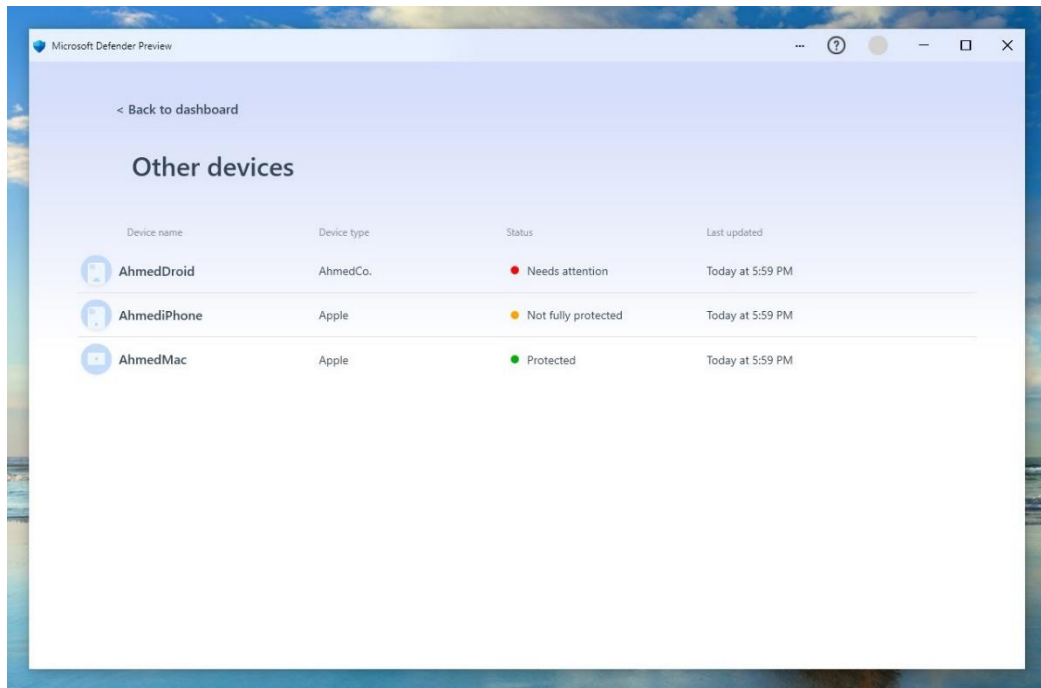 Microsoft Defender Preview
< Back to dashboard
Other devices
Device name Device type Status Last updated
AhmedDroid AhmedCo. Needs attention Today at 5:59 PM
AhmediPhone Apple Not fully protected Today at 5:59 PM
AhmedMac Apple Protected Today at 5:59 PM